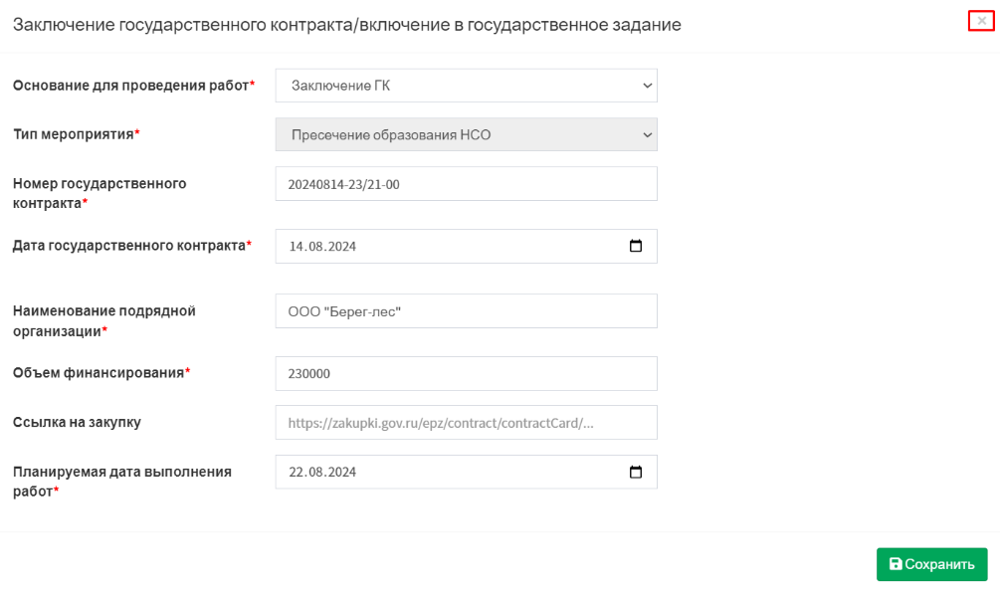 Заключение государственного контракта/включение в государственное задание
×
Основание для проведения работ*
Заключение ГК
Тип мероприятия*
Пресечение образования НСО
Номер государственного
контракта*
20240814-23/21-00
Дата государственного контракта*
14.08.2024
Наименование подрядной
организации*
ООО "Берег-лес"
Объем финансирования*
230000
Ссылка на закупку
https://zakupki.gov.ru/epz/contract/contractCard/...
Планируемая дата выполнения
работ*
22.08.2024
Сохранить